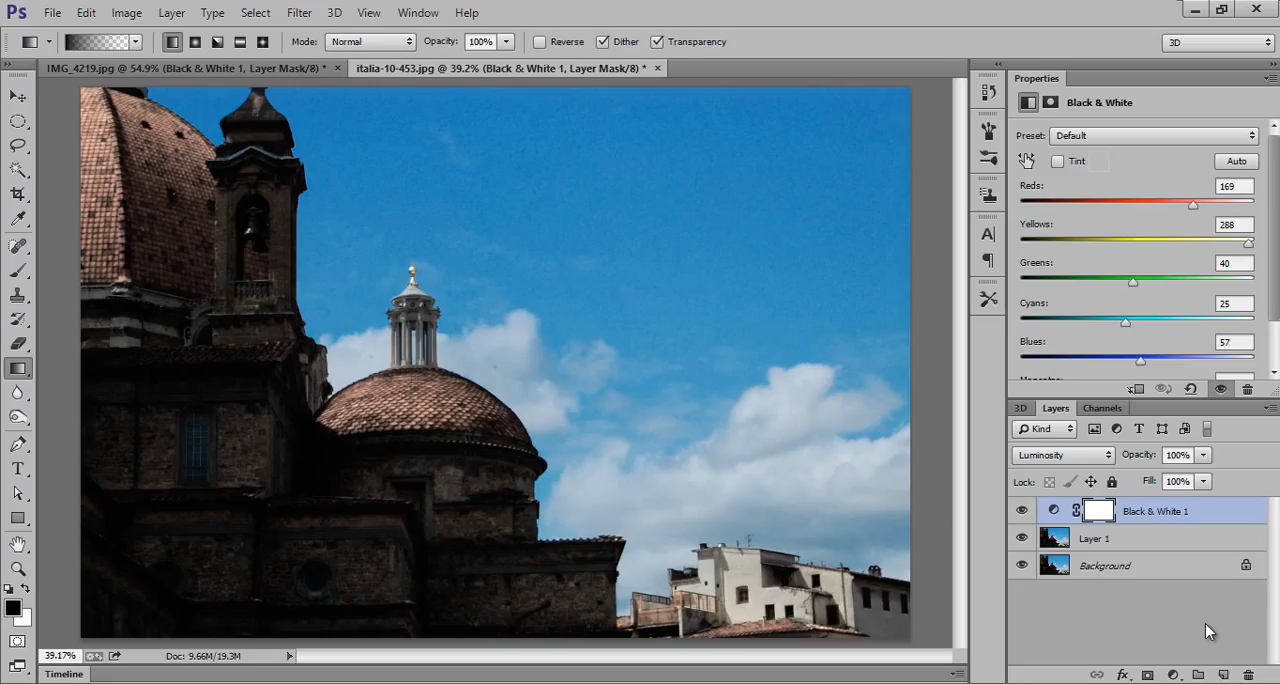 Ps File Edit Image Layer Type Select Filter 3D View Window Help
Mode: Normal Opacity: 100% Reverse Dither Transparency 3D
IMG_4219.jpg @ 54.9% (Black & White 1, Layer Mask/8) * × italia-10-453.jpg @ 39.2% (Black & White 1, Layer Mask/8) * ×
Properties
Black & White
Preset: Default
Tint Auto
Reds: 169
Yellows: 288
Greens: 40
Cyans: 25
Blues: 57
3D Layers Channels
Kind
Luminosity Opacity: 100%
Lock: Fill: 100%
Black & White 1
Layer 1
Background
39.17% Doc: 9.66M/19.3M
Timeline